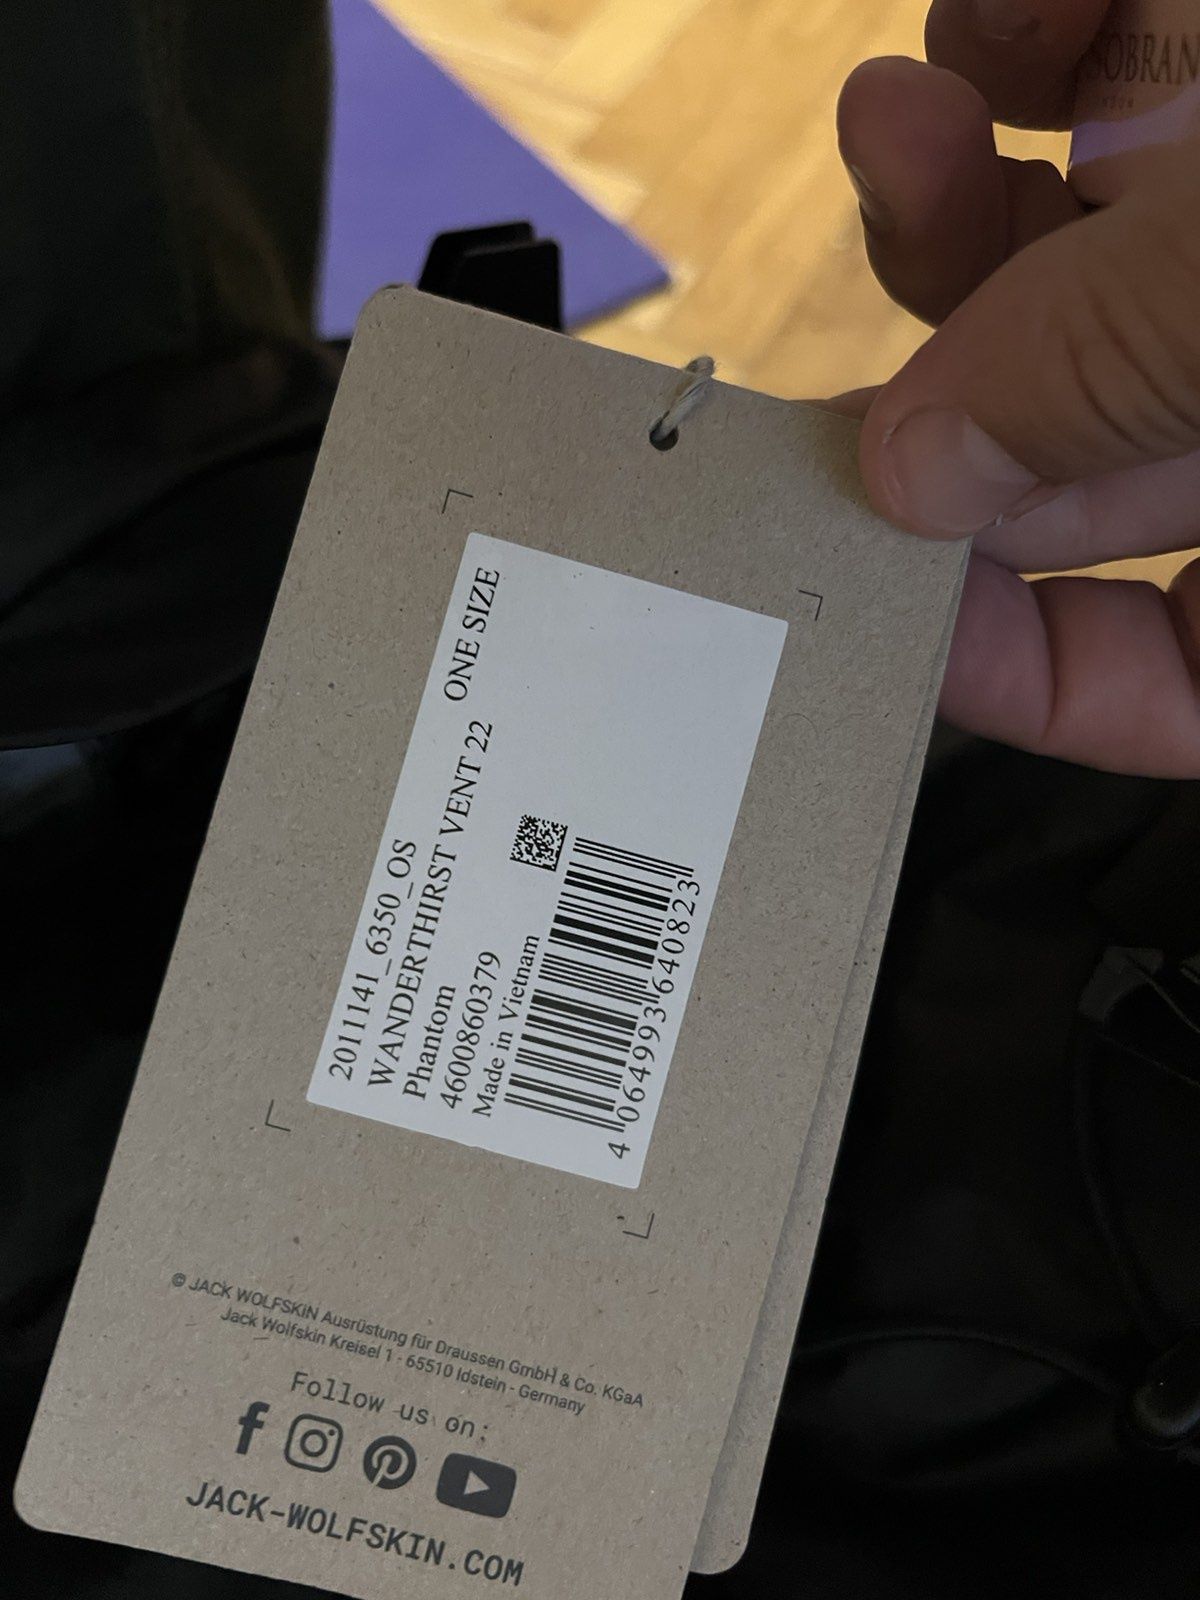 2011141_6350_OS
WANDERTHIRST VENT 22 ONE SIZE
Phantom
4600860379
Made in Vietnam
4 064993 640823
© JACK WOLFSKIN Ausrüstung für Draussen GmbH & Co. KGaA
Jack Wolfskin Kreisel 1 - 65510 Idstein - Germany
Follow us on:
JACK-WOLFSKIN.COM